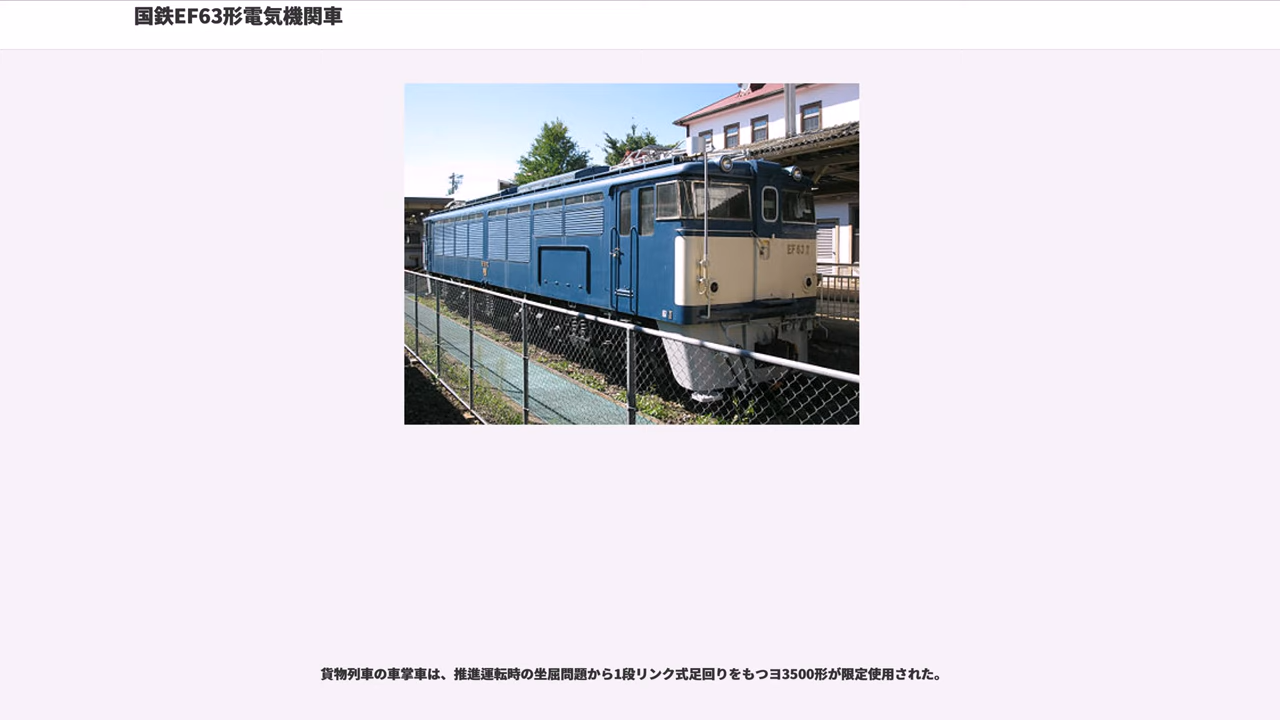 国鉄EF63形電気機関車
EF 63 2
貨物列車の車掌車は、推進運転時の坐屈問題から1段リンク式足回りをもつヨ3500形が限定使用された。